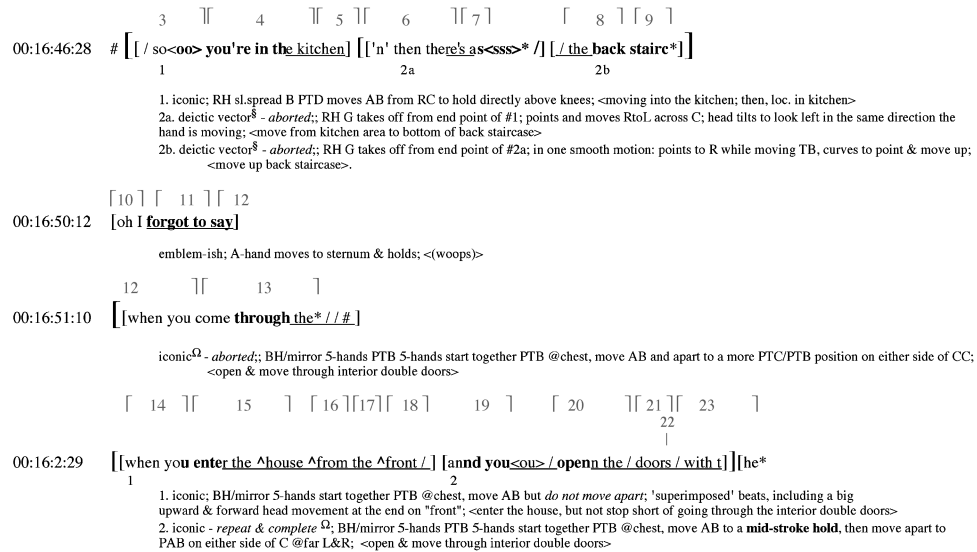 3 4 5 6 7 8 9
00:16:46:28 # [[ / so<oo> you're in the kitchen] [['n' then there's as<sss>* /] [ / the back stairc*]]
1 2a 2b
1. iconic; RH sl.spread B PTD moves AB from RC to hold directly above knees; <moving into the kitchen; then, loc. in kitchen>
2a. deictic vector§ - aborted;; RH G takes off from end point of #1; points and moves RtoL across C; head tilts to look left in the same direction the
hand is moving; <move from kitchen area to bottom of back staircase>
2b. deictic vector§ - aborted;; RH G takes off from end point of #2a; in one smooth motion: points to R while moving TB, curves to point & move up;
<move up back staircase>.
10 11 12
00:16:50:12 [oh I forgot to say]
emblem-ish; A-hand moves to sternum & holds; <(woops)>
12 13
00:16:51:10 [[when you come through the* / / # ]
iconicΩ - aborted;; BH/mirror 5-hands PTB 5-hands start together PTB @chest, move AB and apart to a more PTC/PTB position on either side of CC;
<open & move through interior double doors>
14 15 16 17 18 19 20 21 23
22
00:16:2:29 [[when you enter the ^house ^from the ^front / ] [annd you<ou> / openn the / doors / with t]][he*
1 2
1. iconic; BH/mirror 5-hands start together PTB @chest, move AB but do not move apart; 'superimposed' beats, including a big
upward & forward head movement at the end on "front"; <enter the house, but not stop short of going through the interior double doors>
2. iconic - repeat & complete Ω; BH/mirror 5-hands PTB 5-hands start together PTB @chest, move AB to a mid-stroke hold, then move apart to
PAB on either side of C @far L&R; <open & move through interior double doors>